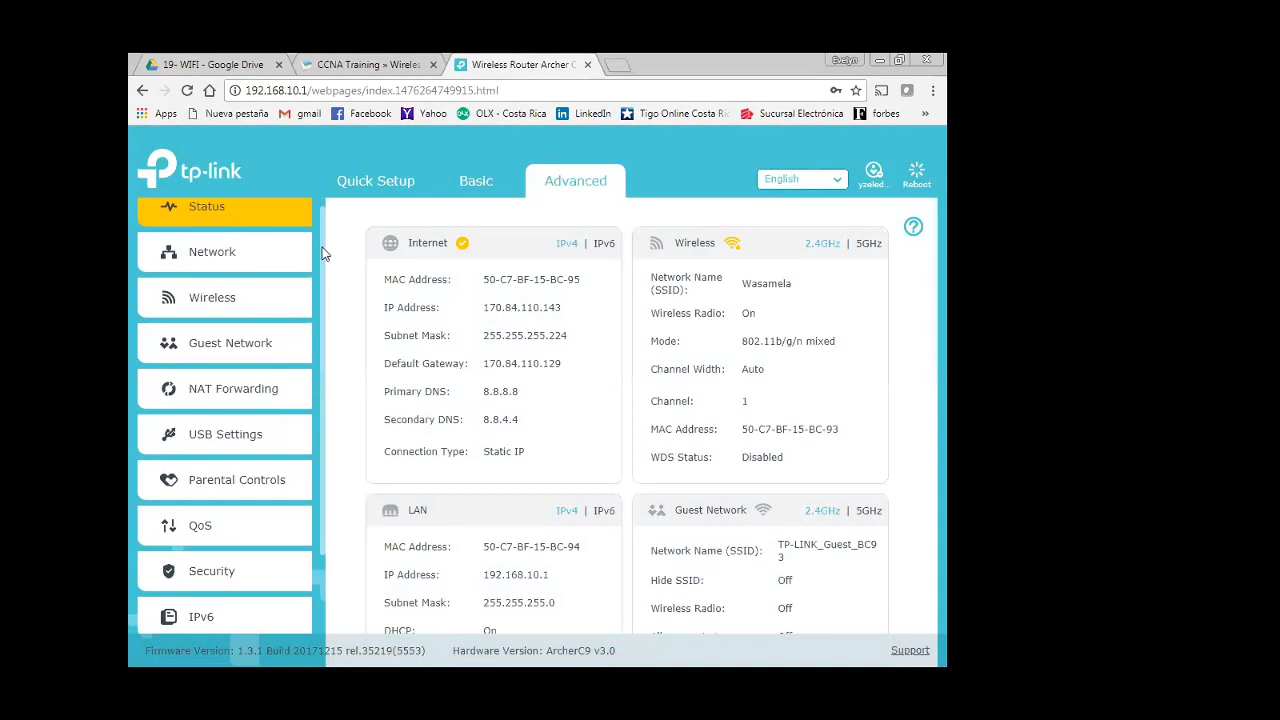 19- WIFI - Google Drive
CCNA Training » Wireles
Wireless Router Archer C
Evelyn
192.168.10.1/webpages/index.1476264749915.html
Apps
Nueva pestaña
gmail
Facebook
Yahoo
OLX - Costa Rica
LinkedIn
Tigo Online Costa Ric
Sucursal Electrónica
forbes
»
tp-link
Quick Setup
Basic
Advanced
English
yzeled...
Reboot
Status
Network
Wireless
Guest Network
NAT Forwarding
USB Settings
Parental Controls
QoS
Security
IPv6
Internet
IPv4 | IPv6
MAC Address: 50-C7-BF-15-BC-95
IP Address: 170.84.110.143
Subnet Mask: 255.255.255.224
Default Gateway: 170.84.110.129
Primary DNS: 8.8.8.8
Secondary DNS: 8.8.4.4
Connection Type: Static IP
Wireless
2.4GHz | 5GHz
Network Name
(SSID): Wasamela
Wireless Radio: On
Mode: 802.11b/g/n mixed
Channel Width: Auto
Channel: 1
MAC Address: 50-C7-BF-15-BC-93
WDS Status: Disabled
LAN
IPv4 | IPv6
MAC Address: 50-C7-BF-15-BC-94
IP Address: 192.168.10.1
Subnet Mask: 255.255.255.0
DHCP: On
Guest Network
2.4GHz | 5GHz
Network Name (SSID): TP-LINK_Guest_BC9
3
Hide SSID: Off
Wireless Radio: Off
Firmware Version: 1.3.1 Build 20171215 rel.35219(5553)
Hardware Version: ArcherC9 v3.0
Support